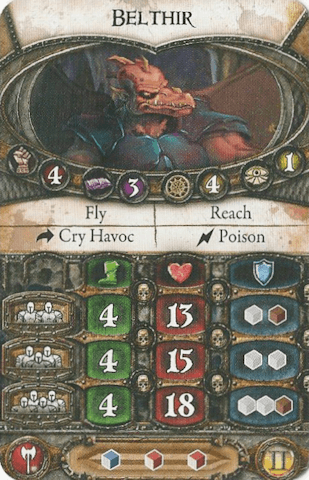 BELTHIR
4 3 4 1
Fly Reach
Cry Havoc Poison
4 13
4 15
4 18
II